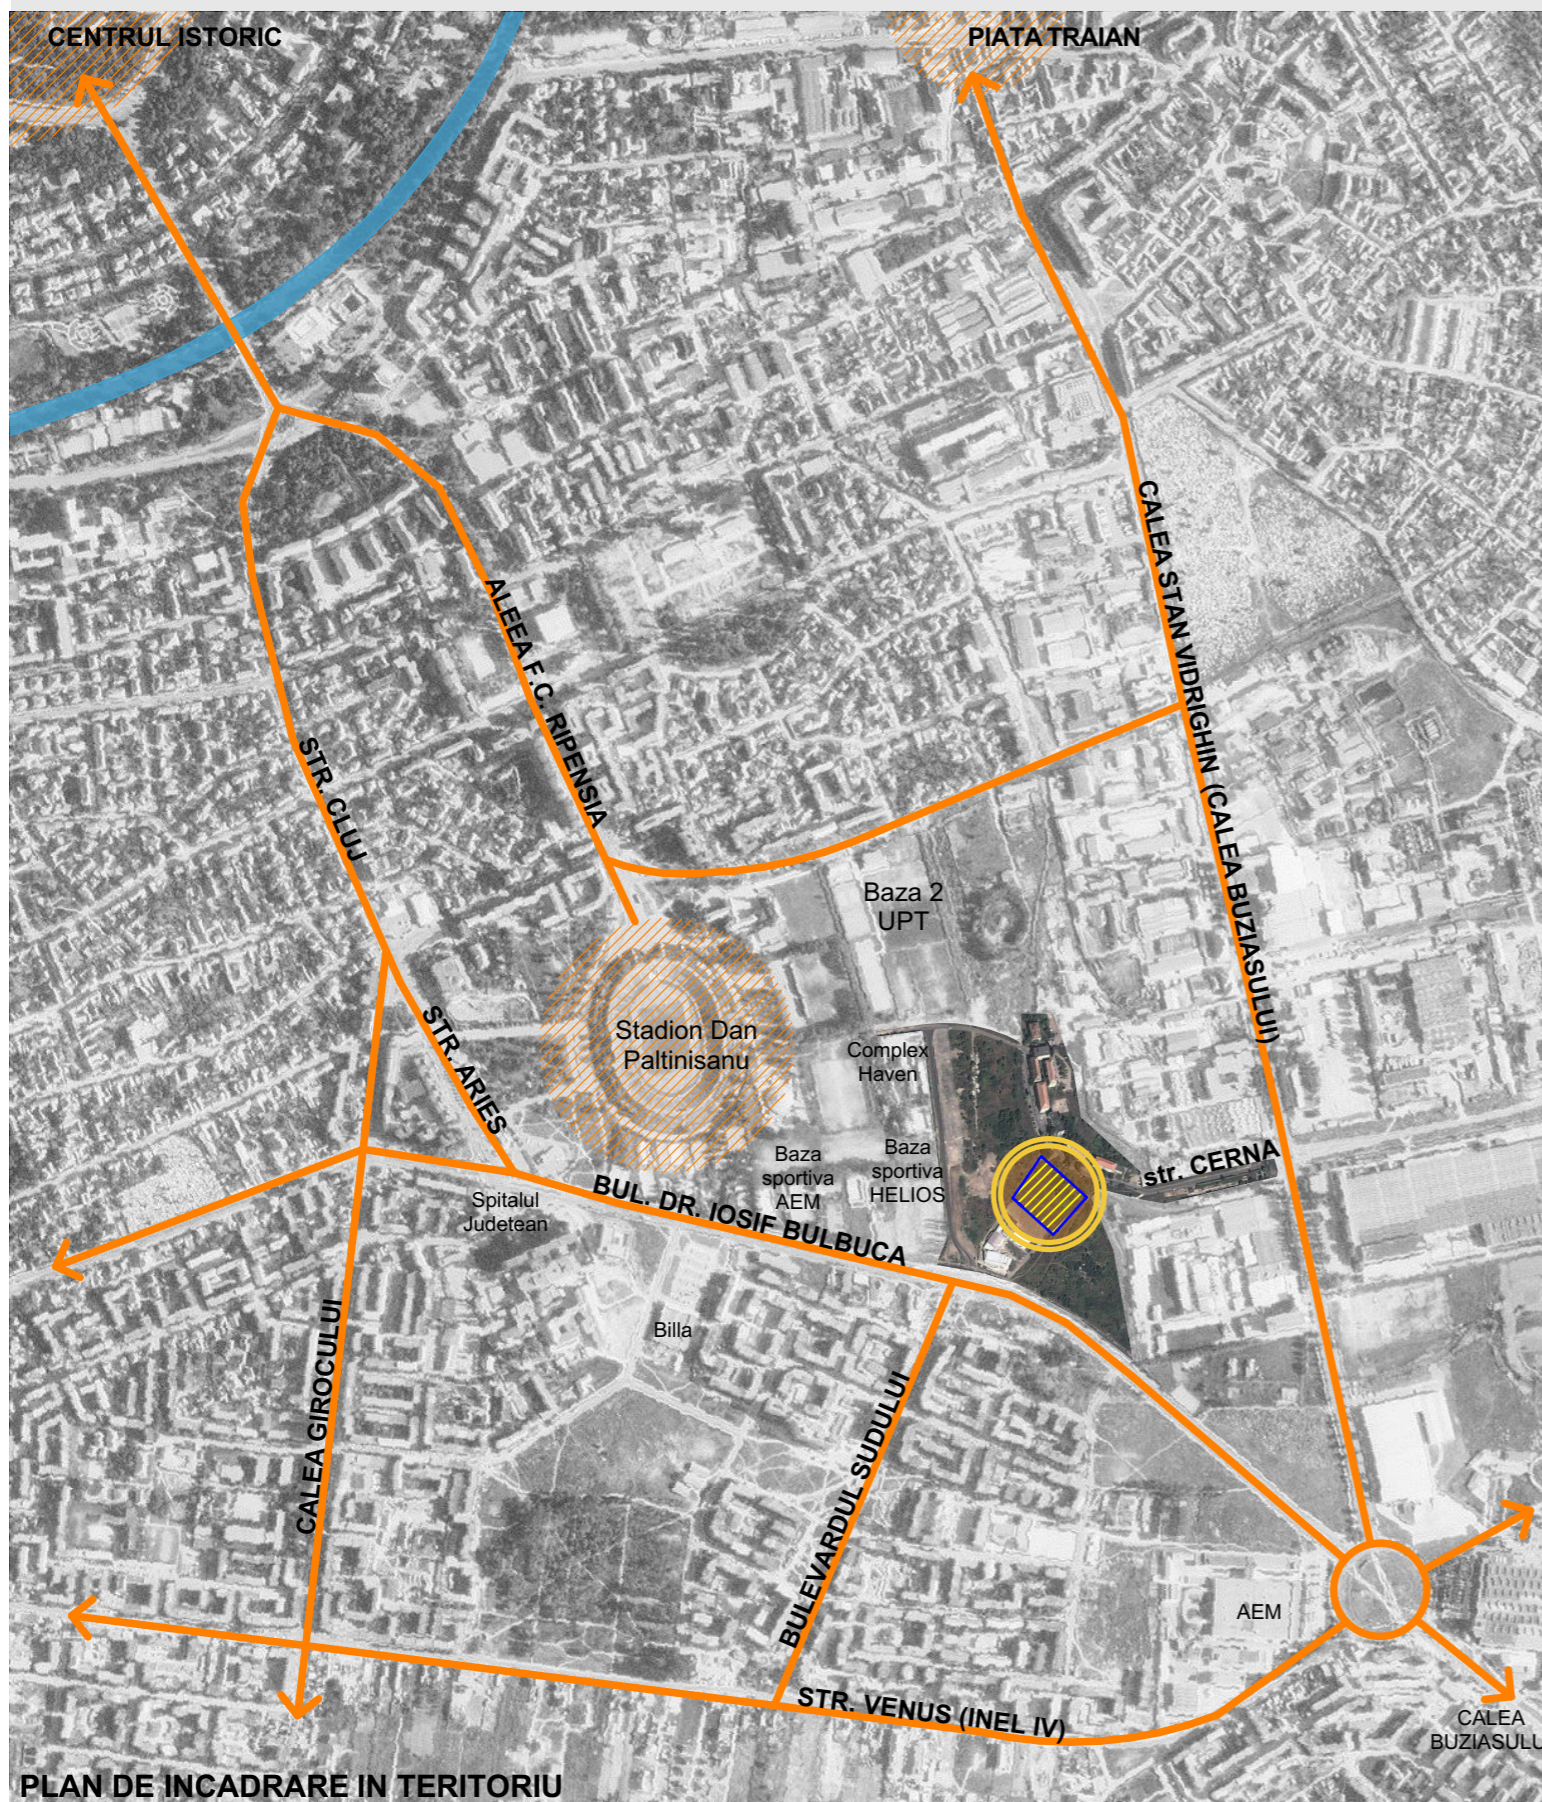 CENTRUL ISTORIC
PIATA TRAIAN
CALEA STAN VIDRIGHIN (CALEA BUZIASULUI)
ALEEA F.C. RIPENSIA
STR. CLUJ
Baza 2
UPT
STR. ARIES
Stadion Dan
Paltinisanu
Complex
Haven
Baza
sportiva
AEM
Baza
sportiva
HELIOS
str. CERNA
Spitalul
Judetean
BUL. DR. IOSIF BULBUCA
Billa
CALEA GIROCULUI
BULEVARDUL SUDULUI
AEM
STR. VENUS (INEL IV)
CALEA
BUZIASULU
PLAN DE INCADRARE IN TERITORIU